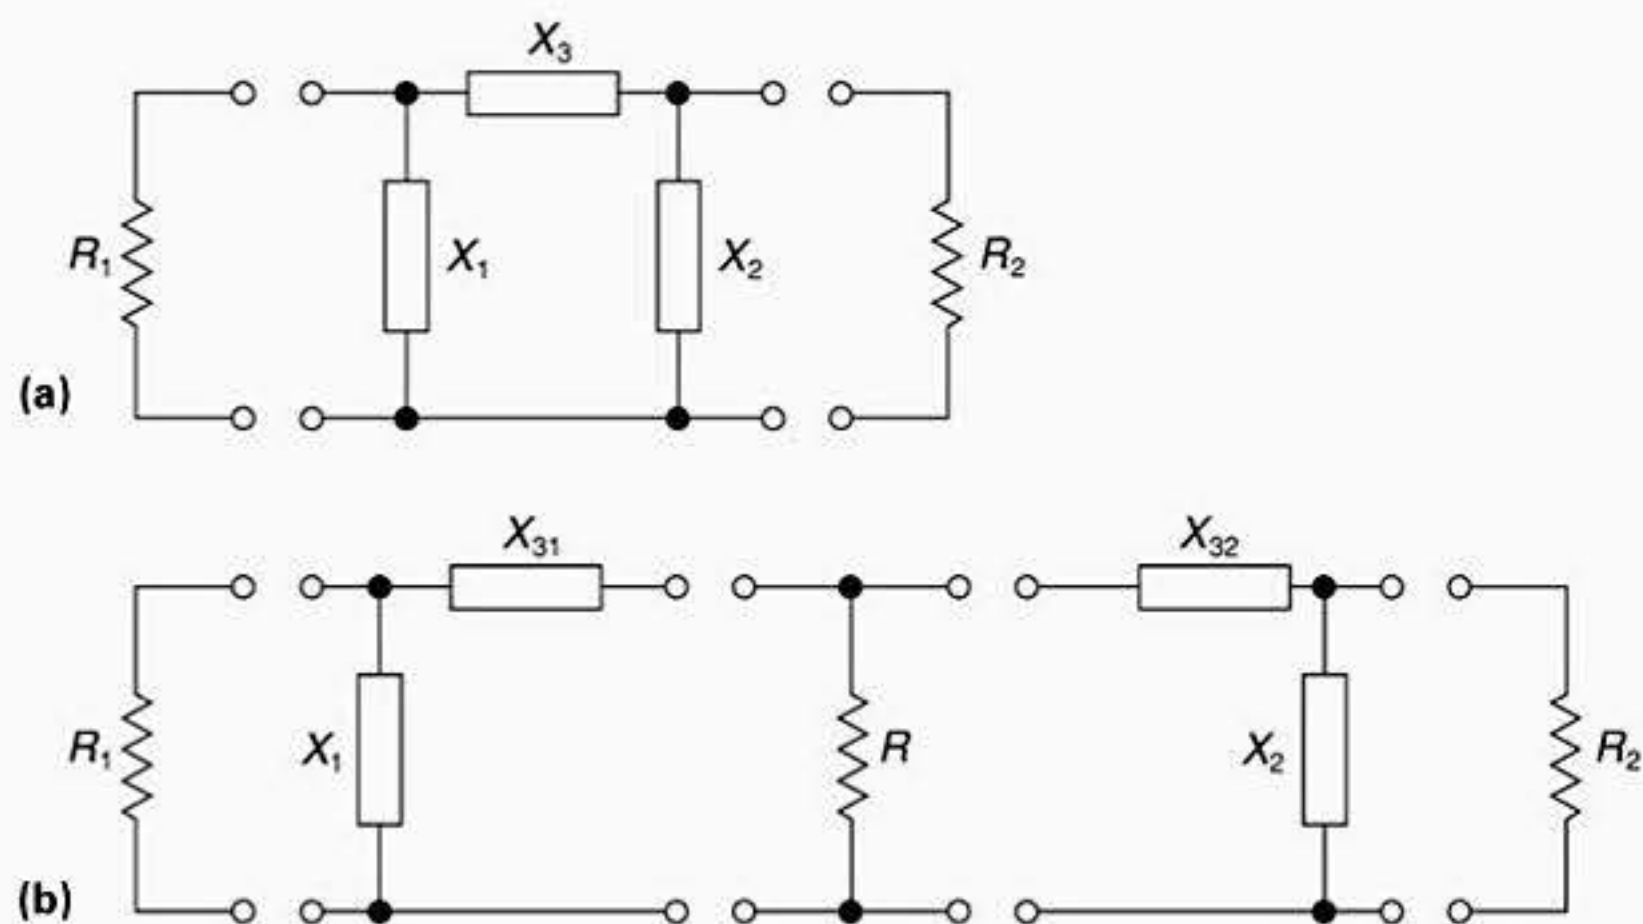 X₃
R₁ X₁ X₂ R₂
(a)
X₃₁ X₃₂
R₁ X₁ R X₂ R₂
(b)